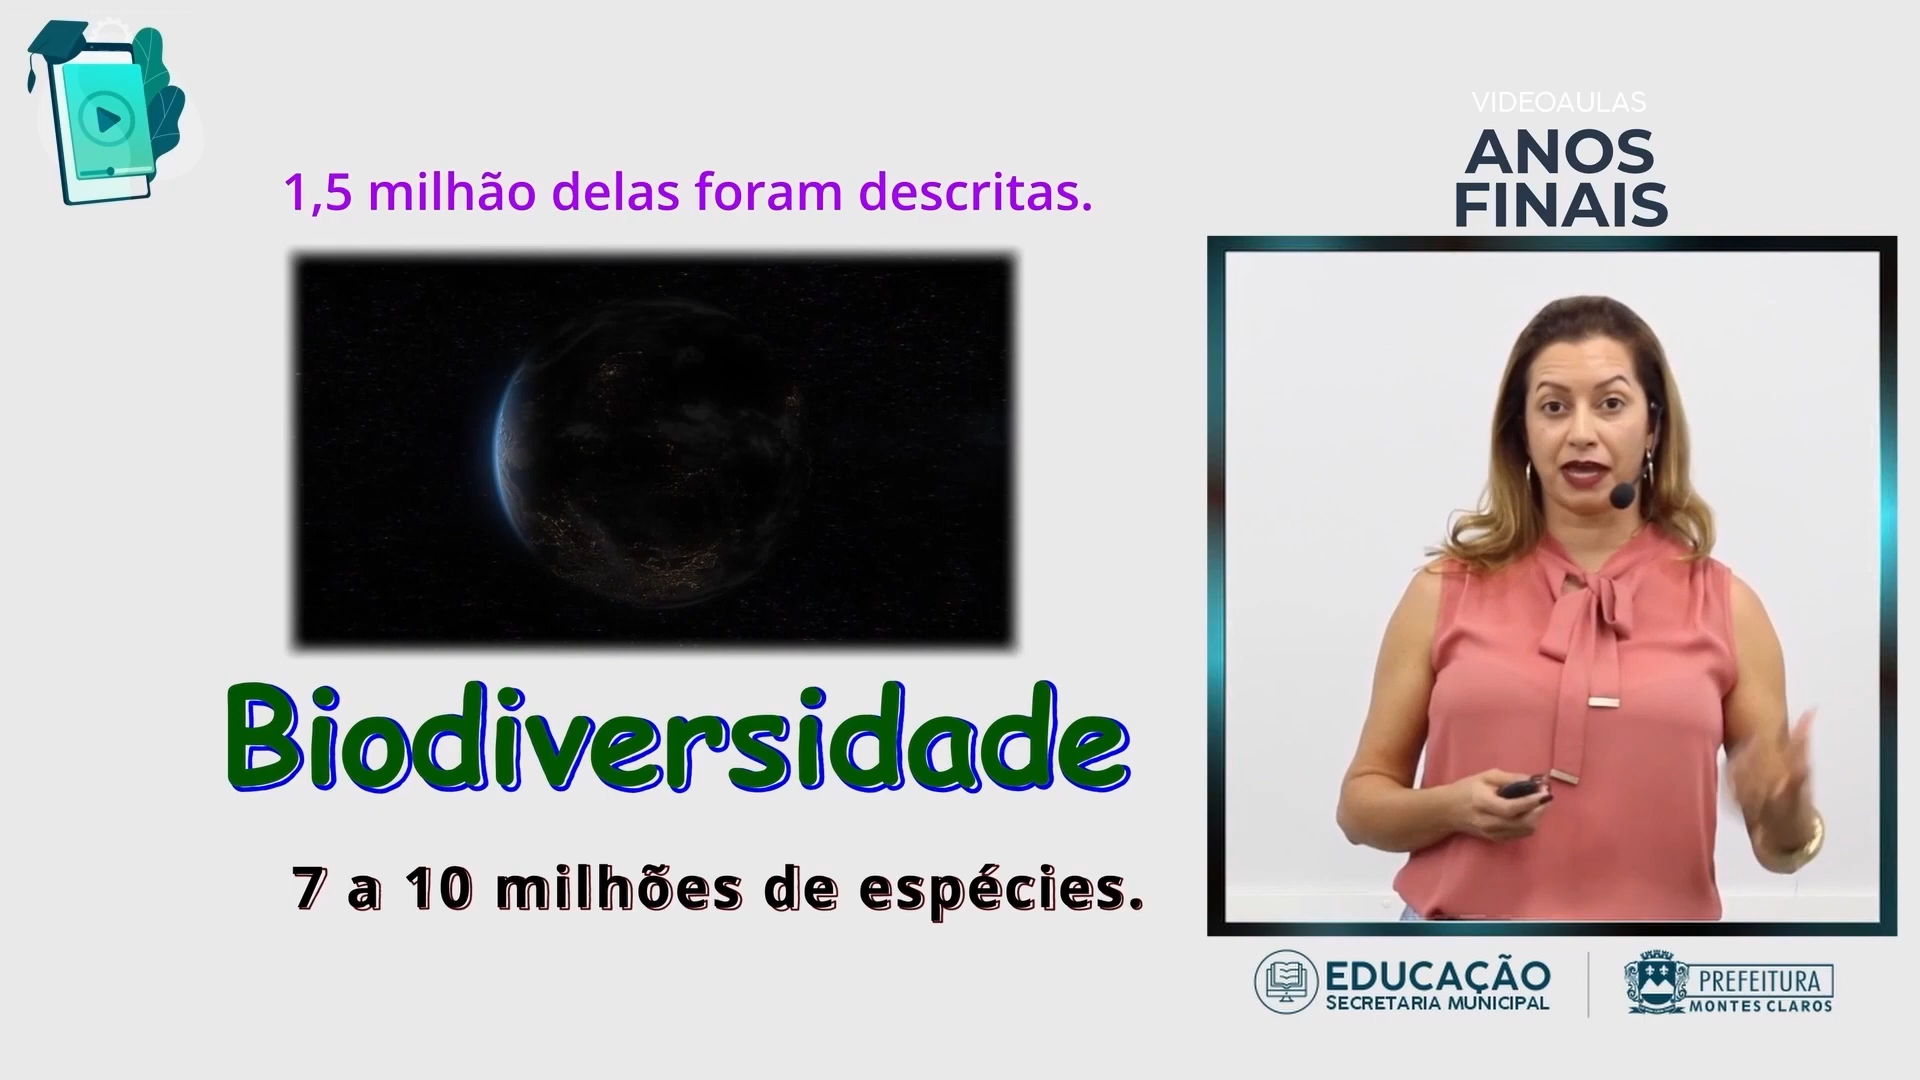 1,5 milhão delas foram descritas.
Biodiversidade
7 a 10 milhões de espécies.
VIDEOAULAS
ANOS
FINAIS
EDUCAÇÃO
SECRETARIA MUNICIPAL
PREFEITURA
MONTES CLAROS